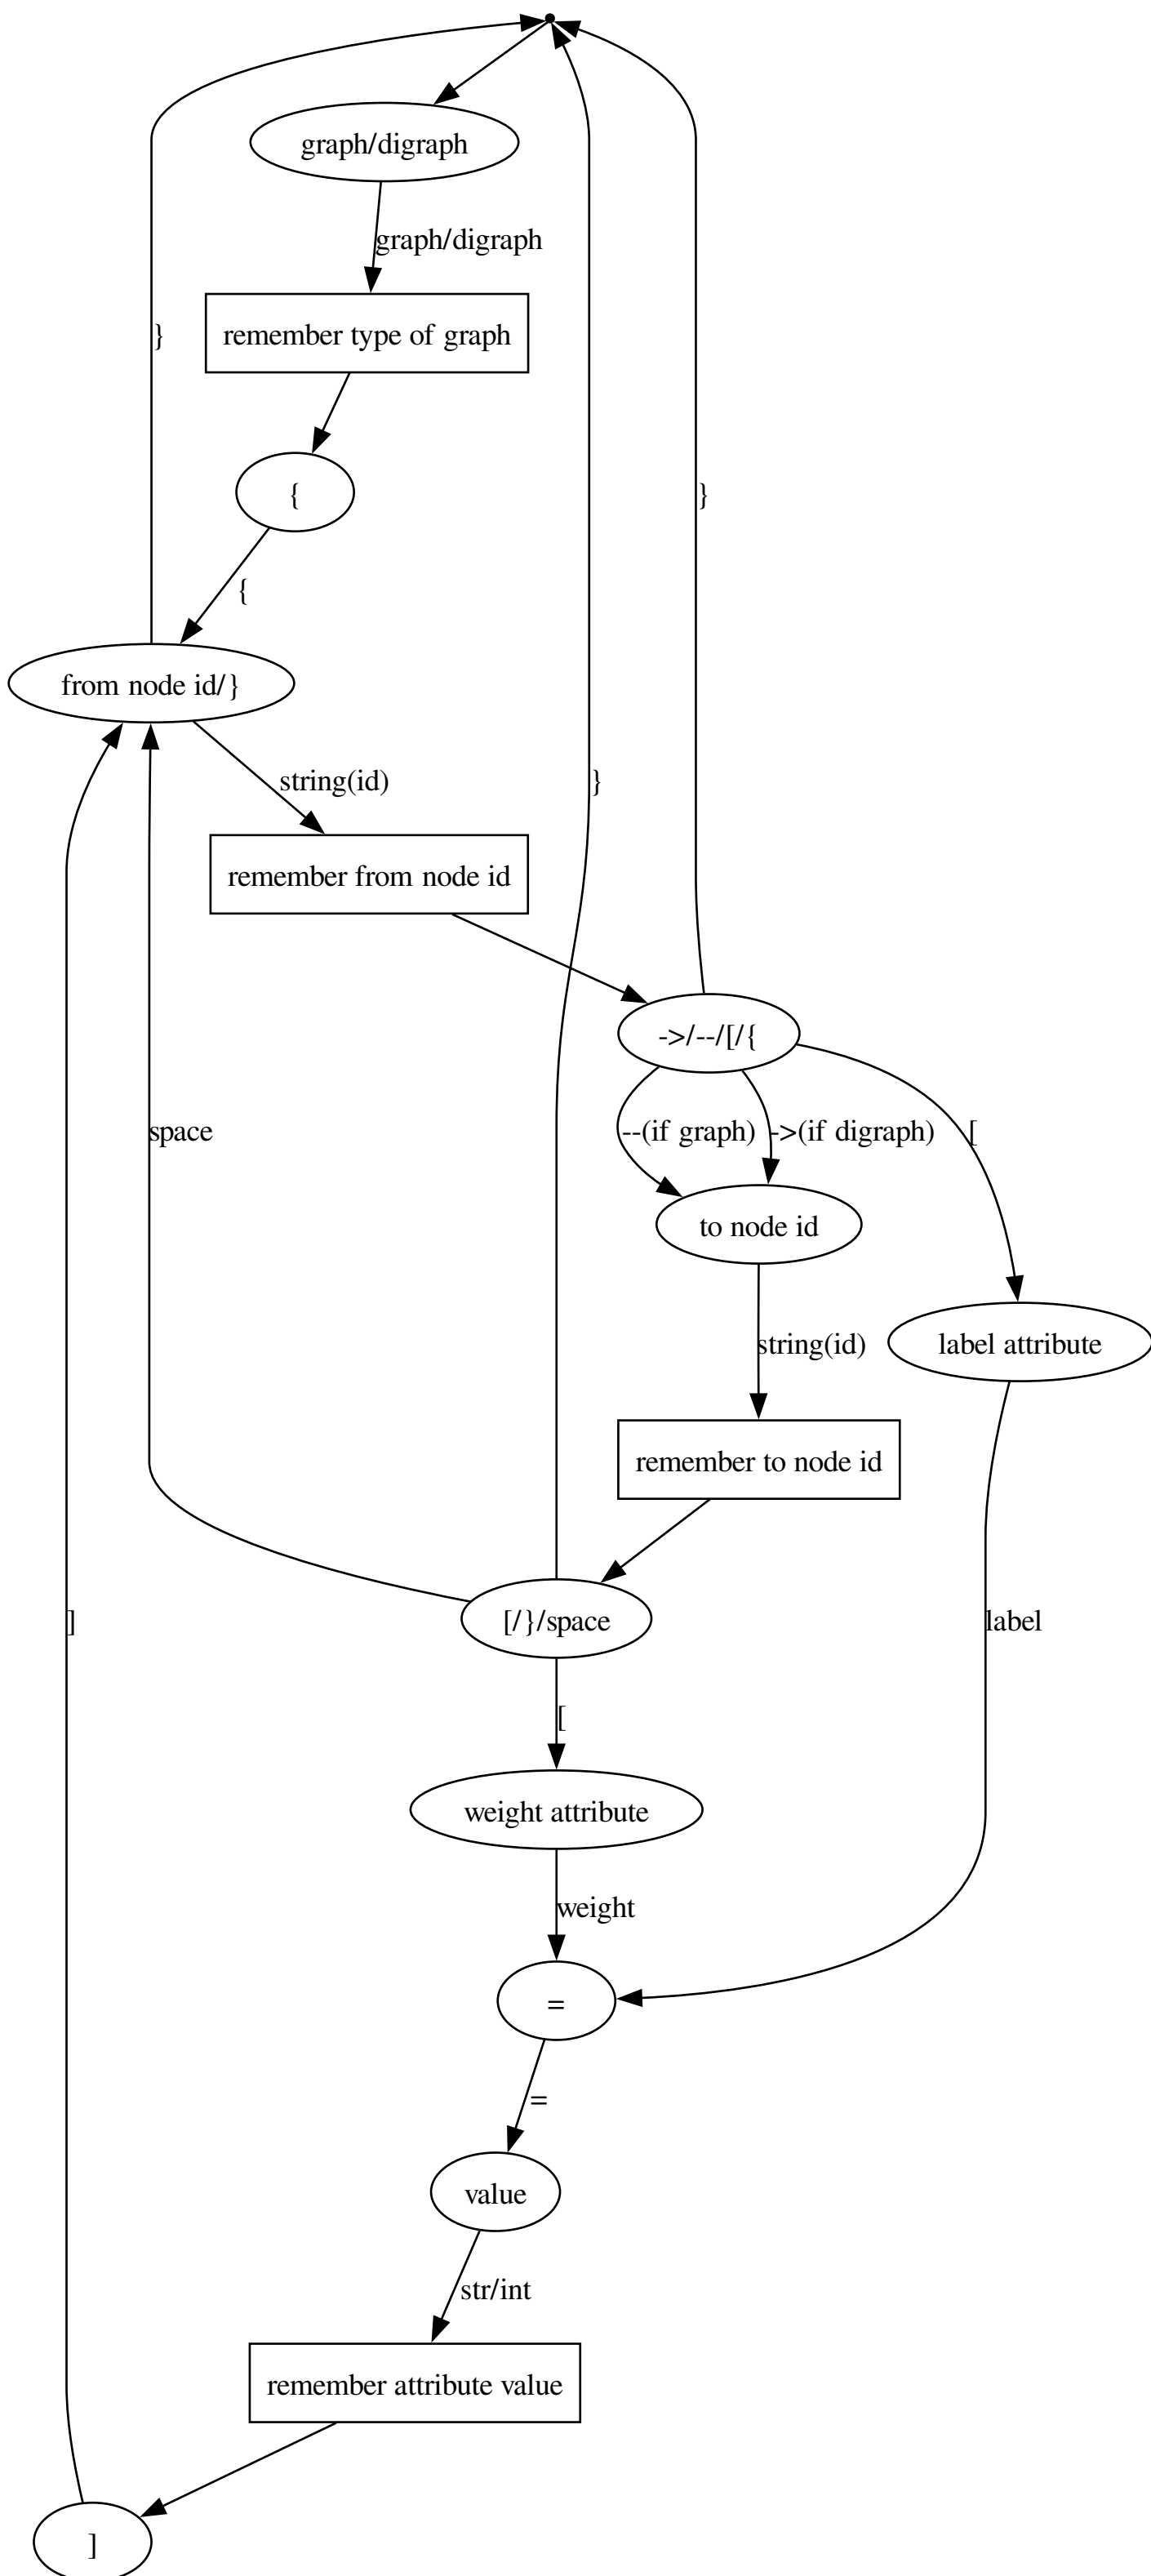 graph/digraph
graph/digraph
}
remember type of graph
{
}
{
from node id/}
string(id)
}
remember from node id
->/--/[/{
space
--(if graph)
->(if digraph)
[
to node id
string(id)
label attribute
remember to node id
]
[/}/space
label
[
weight attribute
weight
=
=
value
str/int
remember attribute value
]